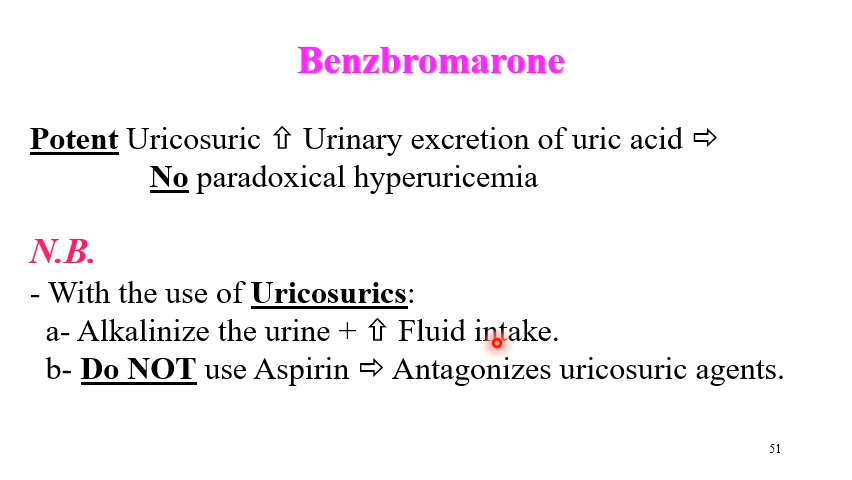 Benzbromarone
Potent Uricosuric ⇧ Urinary excretion of uric acid ⇨
No paradoxical hyperuricemia
N.B.
- With the use of Uricosurics:
a- Alkalinize the urine + ⇧ Fluid intake.
b- Do NOT use Aspirin ⇨ Antagonizes uricosuric agents.
51